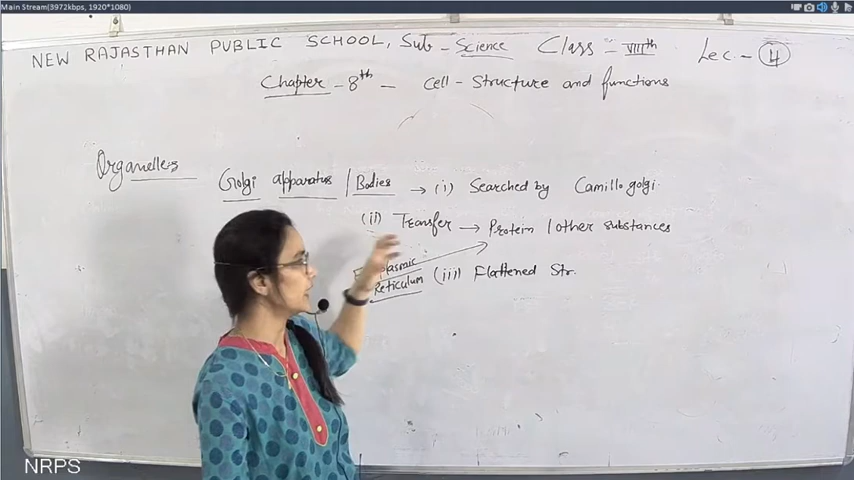 Main Stream(3972kbps, 1920*1080)
NEW RAJASTHAN PUBLIC SCHOOL, Sub - Science Class - VIIIth Lec - 4
Chapter - 8th - Cell - Structure and functions
Organelles
Golgi apparatus / Bodies → (i) Searched by Camillo golgi.
(ii) Transfer → Protein / other substances
plasmic
Reticulum (iii) Flattened Str.
NRPS